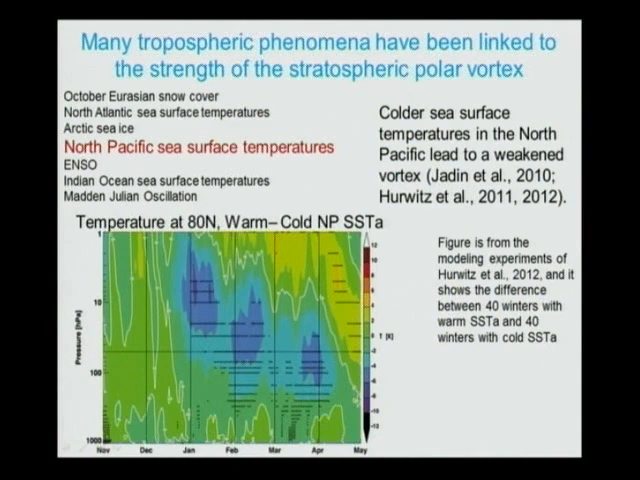 Many tropospheric phenomena have been linked to
the strength of the stratospheric polar vortex
October Eurasian snow cover
North Atlantic sea surface temperatures
Arctic sea ice
North Pacific sea surface temperatures
ENSO
Indian Ocean sea surface temperatures
Madden Julian Oscillation
Colder sea surface
temperatures in the North
Pacific lead to a weakened
vortex (Jadin et al., 2010;
Hurwitz et al., 2011, 2012).
Temperature at 80N, Warm–Cold NP SSTa
Figure is from the
modeling experiments of
Hurwitz et al., 2012, and it
shows the difference
between 40 winters with
warm SSTa and 40
winters with cold SSTa
Pressure [hPa]
1
10
100
1000
Nov Dec Jan Feb Mar Apr May
T [K]